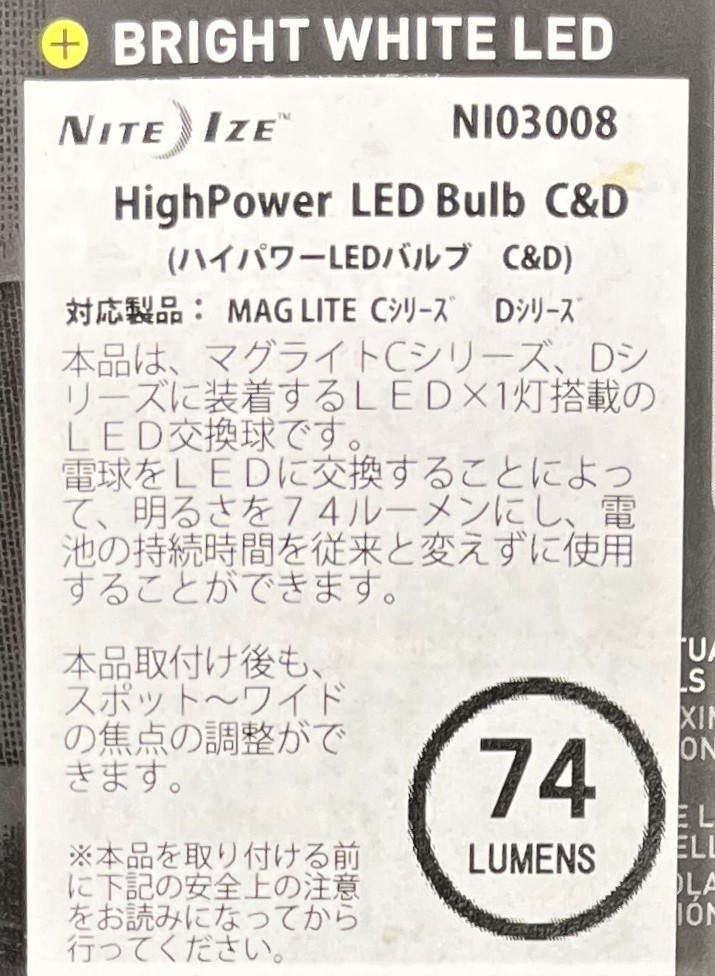 + BRIGHT WHITE LED
NITE IZE™ NI03008
HighPower LED Bulb C&D
(ハイパワーLEDバルブ C&D)
対応製品： MAG LITE Cｼﾘｰｽﾞ Dｼﾘｰｽﾞ
本品は、マグライトCシリーズ、Dシ
リーズに装着するＬＥＤ×1灯搭載の
ＬＥＤ交換球です。
電球をＬＥＤに交換することによっ
て、明るさを７４ルーメンにし、電
池の持続時間を従来と変えずに使用
することができます。
本品取付け後も、
スポット～ワイド
の焦点の調整がで
きます。
74
LUMENS
※本品を取り付ける前
に下記の安全上の注意
をお読みになってから
行ってください。